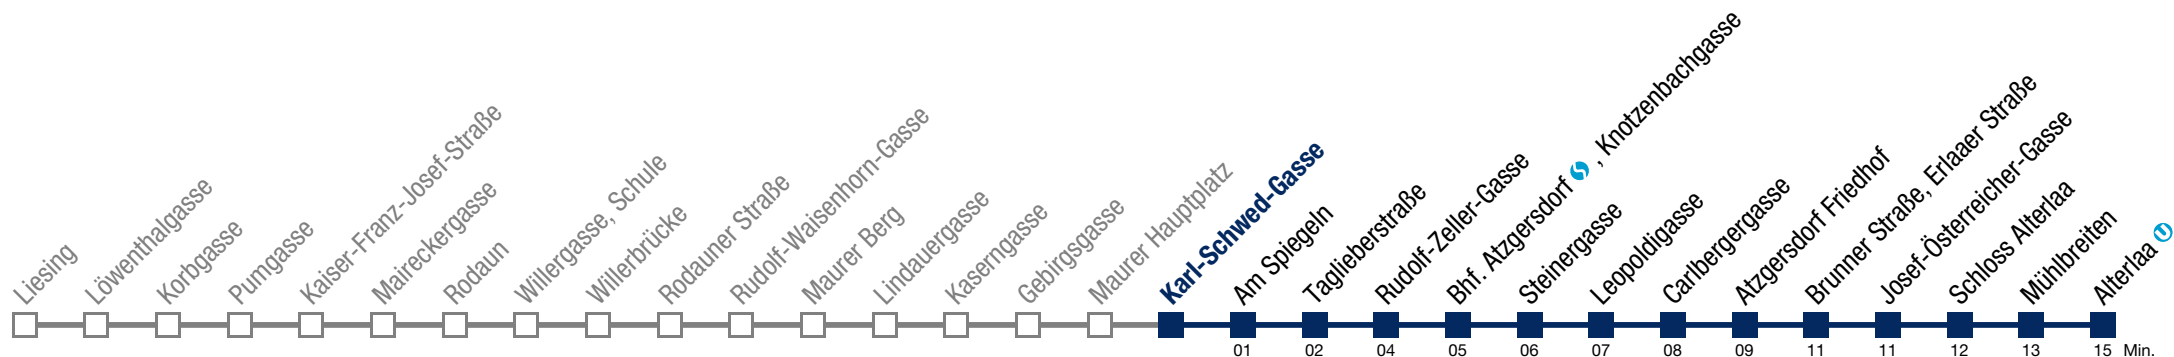 Liesing
Löwenthalgasse
Korbgasse
Pumgasse
Kaiser-Franz-Josef-Straße
Maireckergasse
Rodaun
Willergasse, Schule
Willerbrücke
Rodauner Straße
Rudolf-Waisenhorn-Gasse
Maurer Berg
Lindauergasse
Kaserngasse
Gebirgsgasse
Maurer Hauptplatz
Karl-Schwed-Gasse
Am Spiegeln
Taglieberstraße
Rudolf-Zeller-Gasse
Bhf. Atzgersdorf S, Knotzenbachgasse
Steinergasse
Leopoldigasse
Carlbergergasse
Atzgersdorf Friedhof
Brunner Straße, Erlaaer Straße
Josef-Österreicher-Gasse
Schloss Alterlaa
Mühlbreiten
Alterlaa U
01 02 04 05 06 07 08 09 11 11 12 13 15 Min.